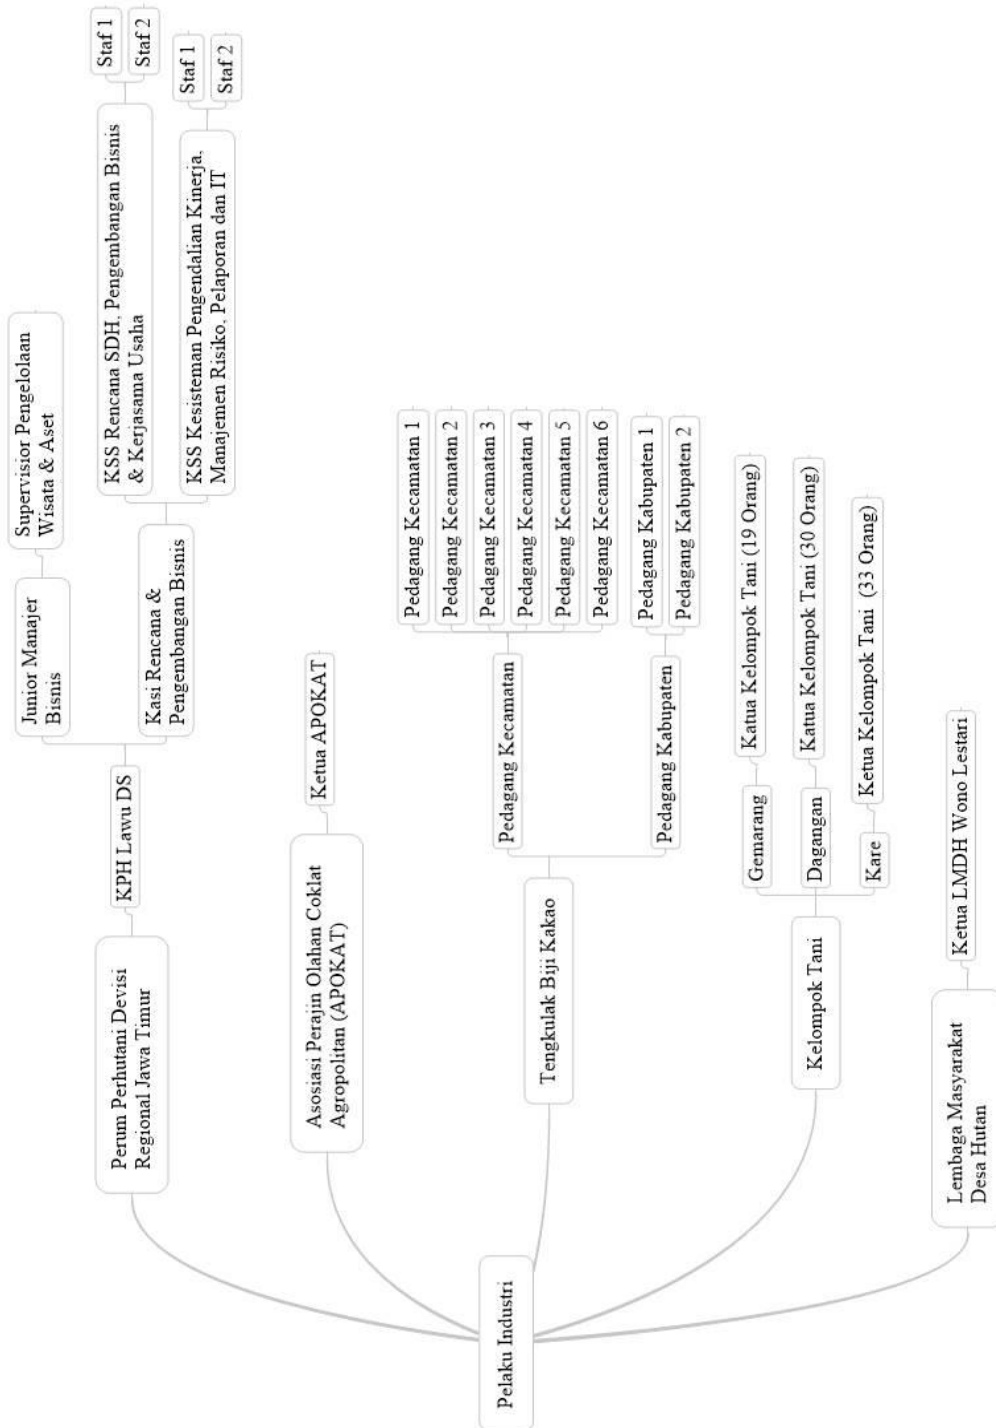 Pelaku Industri
Perum Perhutani Devisi
Regional Jawa Timur
KPH Lawu DS
Junior Manajer
Bisnis
Supervisior Pengelolaan
Wisata & Aset
Kasi Rencana &
Pengembangan Bisnis
KSS Rencana SDH, Pengembangan Bisnis
& Kerjasama Usaha
Staf 1
Staf 2
KSS Kesisteman Pengendalian Kinerja,
Manajemen Risiko, Pelaporan dan IT
Staf 1
Staf 2
Asosiasi Perajin Olahan Coklat
Agropolitan (APOKAT)
Ketua APOKAT
Tengkulak Biji Kakao
Pedagang Kecamatan
Pedagang Kecamatan 1
Pedagang Kecamatan 2
Pedagang Kecamatan 3
Pedagang Kecamatan 4
Pedagang Kecamatan 5
Pedagang Kecamatan 6
Pedagang Kabupaten
Pedagang Kabupaten 1
Pedagang Kabupaten 2
Kelompok Tani
Gemarang
Katua Kelompok Tani (19 Orang)
Dagangan
Katua Kelompok Tani (30 Orang)
Kare
Ketua Kelompok Tani (33 Orang)
Lembaga Masyarakat
Desa Hutan
Ketua LMDH Wono Lestari